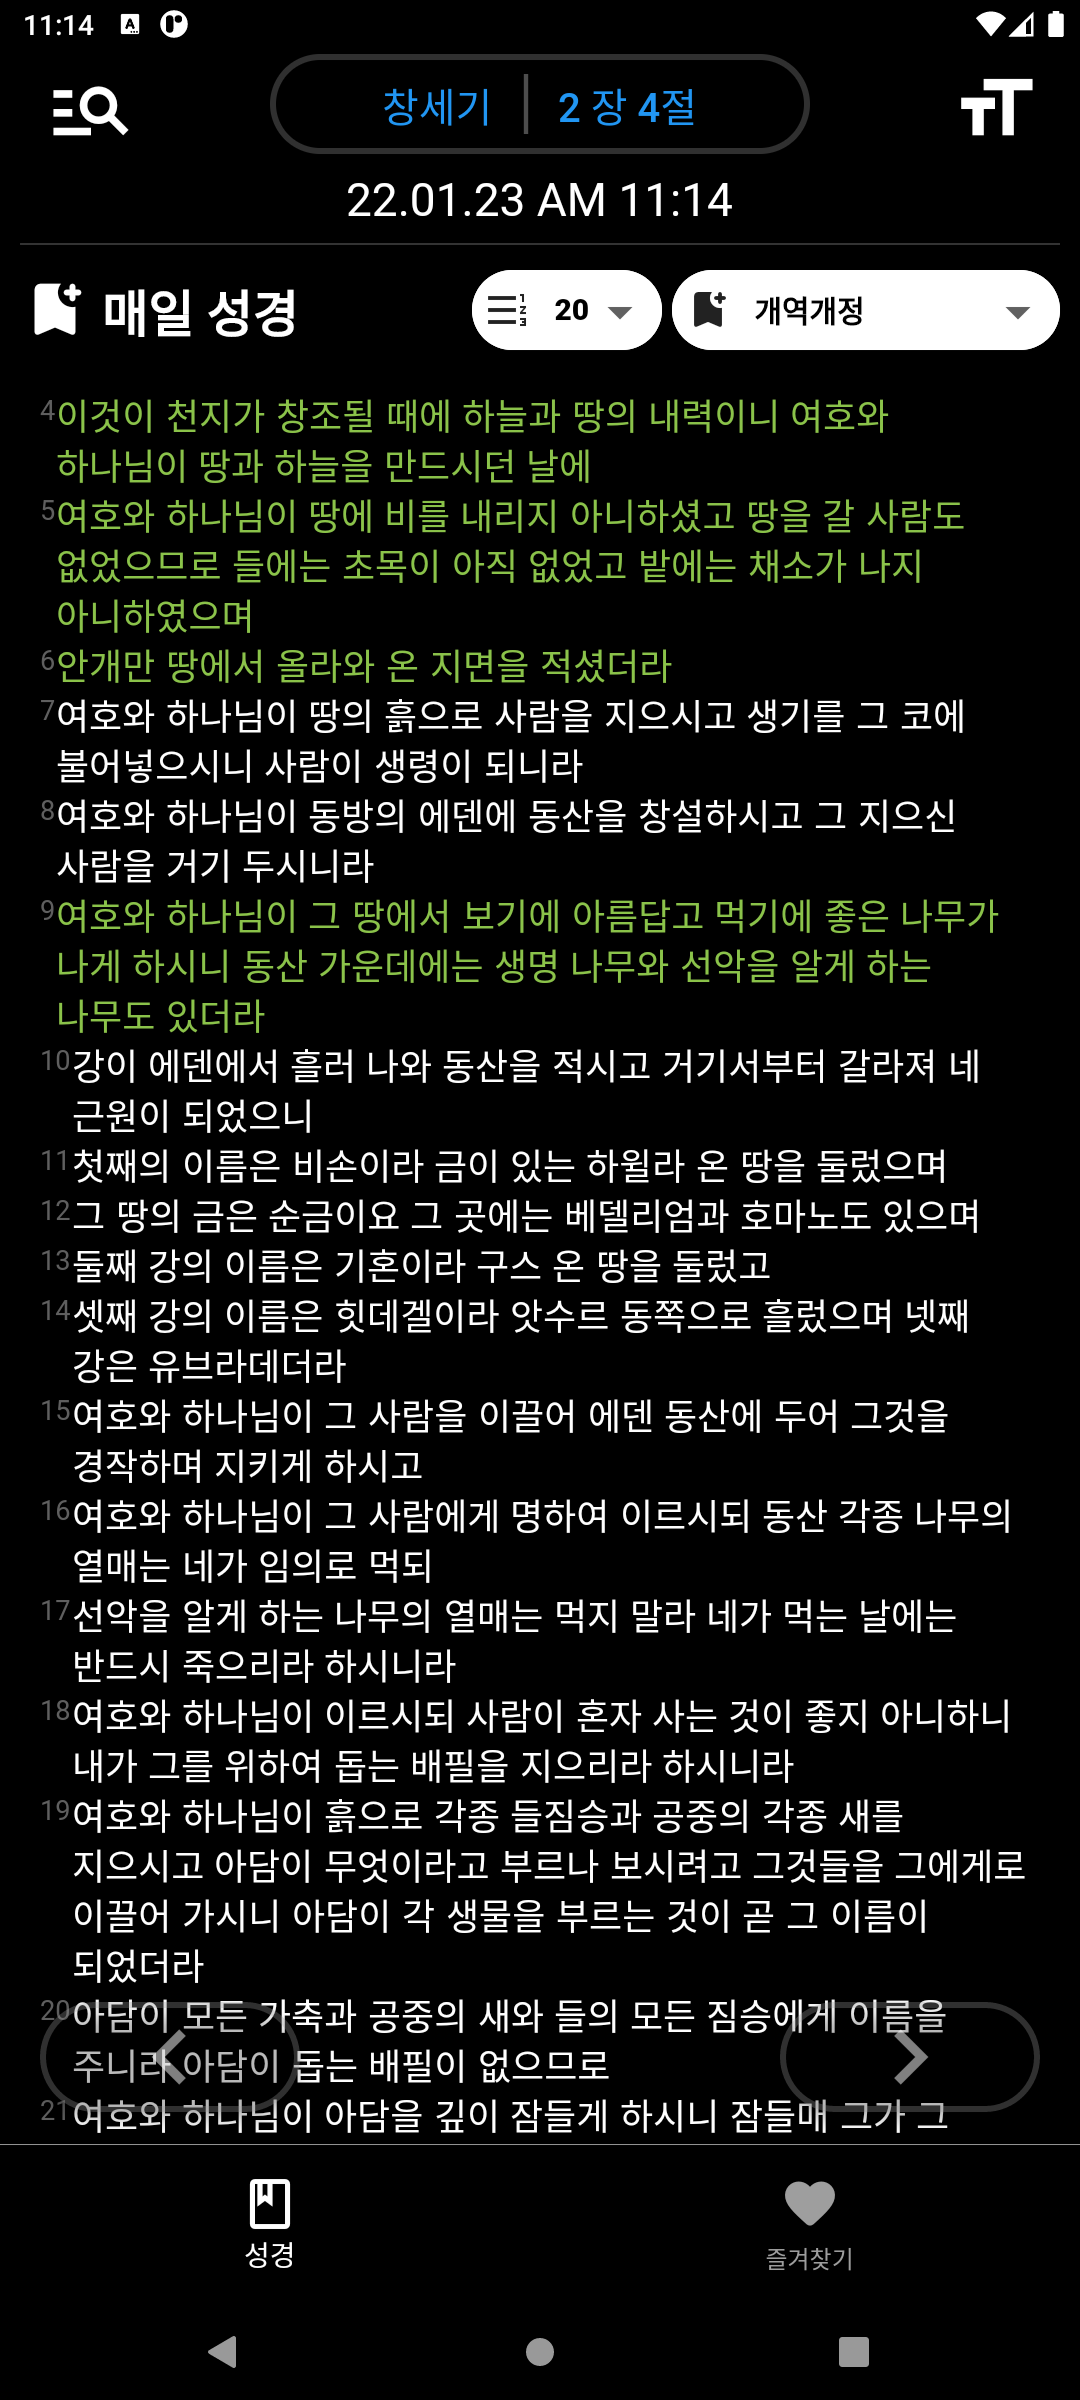 11:14
창세기 | 2 장 4절
22.01.23 AM 11:14
매일 성경 20 개역개정
4 이것이 천지가 창조될 때에 하늘과 땅의 내력이니 여호와
하나님이 땅과 하늘을 만드시던 날에
5 여호와 하나님이 땅에 비를 내리지 아니하셨고 땅을 갈 사람도
없었으므로 들에는 초목이 아직 없었고 밭에는 채소가 나지
아니하였으며
6 안개만 땅에서 올라와 온 지면을 적셨더라
7 여호와 하나님이 땅의 흙으로 사람을 지으시고 생기를 그 코에
불어넣으시니 사람이 생령이 되니라
8 여호와 하나님이 동방의 에덴에 동산을 창설하시고 그 지으신
사람을 거기 두시니라
9 여호와 하나님이 그 땅에서 보기에 아름답고 먹기에 좋은 나무가
나게 하시니 동산 가운데에는 생명 나무와 선악을 알게 하는
나무도 있더라
10 강이 에덴에서 흘러 나와 동산을 적시고 거기서부터 갈라져 네
근원이 되었으니
11 첫째의 이름은 비손이라 금이 있는 하윌라 온 땅을 둘렀으며
12 그 땅의 금은 순금이요 그 곳에는 베델리엄과 호마노도 있으며
13 둘째 강의 이름은 기혼이라 구스 온 땅을 둘렀고
14 셋째 강의 이름은 힛데겔이라 앗수르 동쪽으로 흘렀으며 넷째
강은 유브라데더라
15 여호와 하나님이 그 사람을 이끌어 에덴 동산에 두어 그것을
경작하며 지키게 하시고
16 여호와 하나님이 그 사람에게 명하여 이르시되 동산 각종 나무의
열매는 네가 임의로 먹되
17 선악을 알게 하는 나무의 열매는 먹지 말라 네가 먹는 날에는
반드시 죽으리라 하시니라
18 여호와 하나님이 이르시되 사람이 혼자 사는 것이 좋지 아니하니
내가 그를 위하여 돕는 배필을 지으리라 하시니라
19 여호와 하나님이 흙으로 각종 들짐승과 공중의 각종 새를
지으시고 아담이 무엇이라고 부르나 보시려고 그것들을 그에게로
이끌어 가시니 아담이 각 생물을 부르는 것이 곧 그 이름이
되었더라
20 아담이 모든 가축과 공중의 새와 들의 모든 짐승에게 이름을
주니라 아담이 돕는 배필이 없으므로
21 여호와 하나님이 아담을 깊이 잠들게 하시니 잠들매 그가 그
성경 즐겨찾기